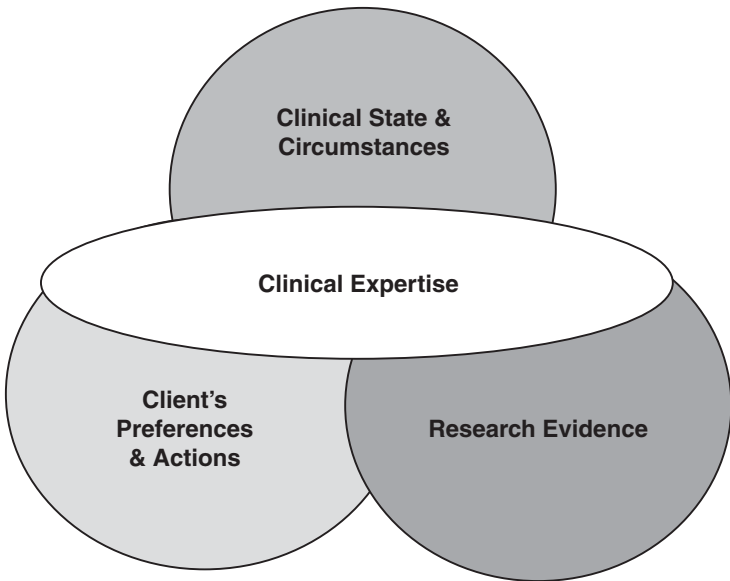 Clinical State &
Circumstances
Clinical Expertise
Client's
Preferences
& Actions
Research Evidence